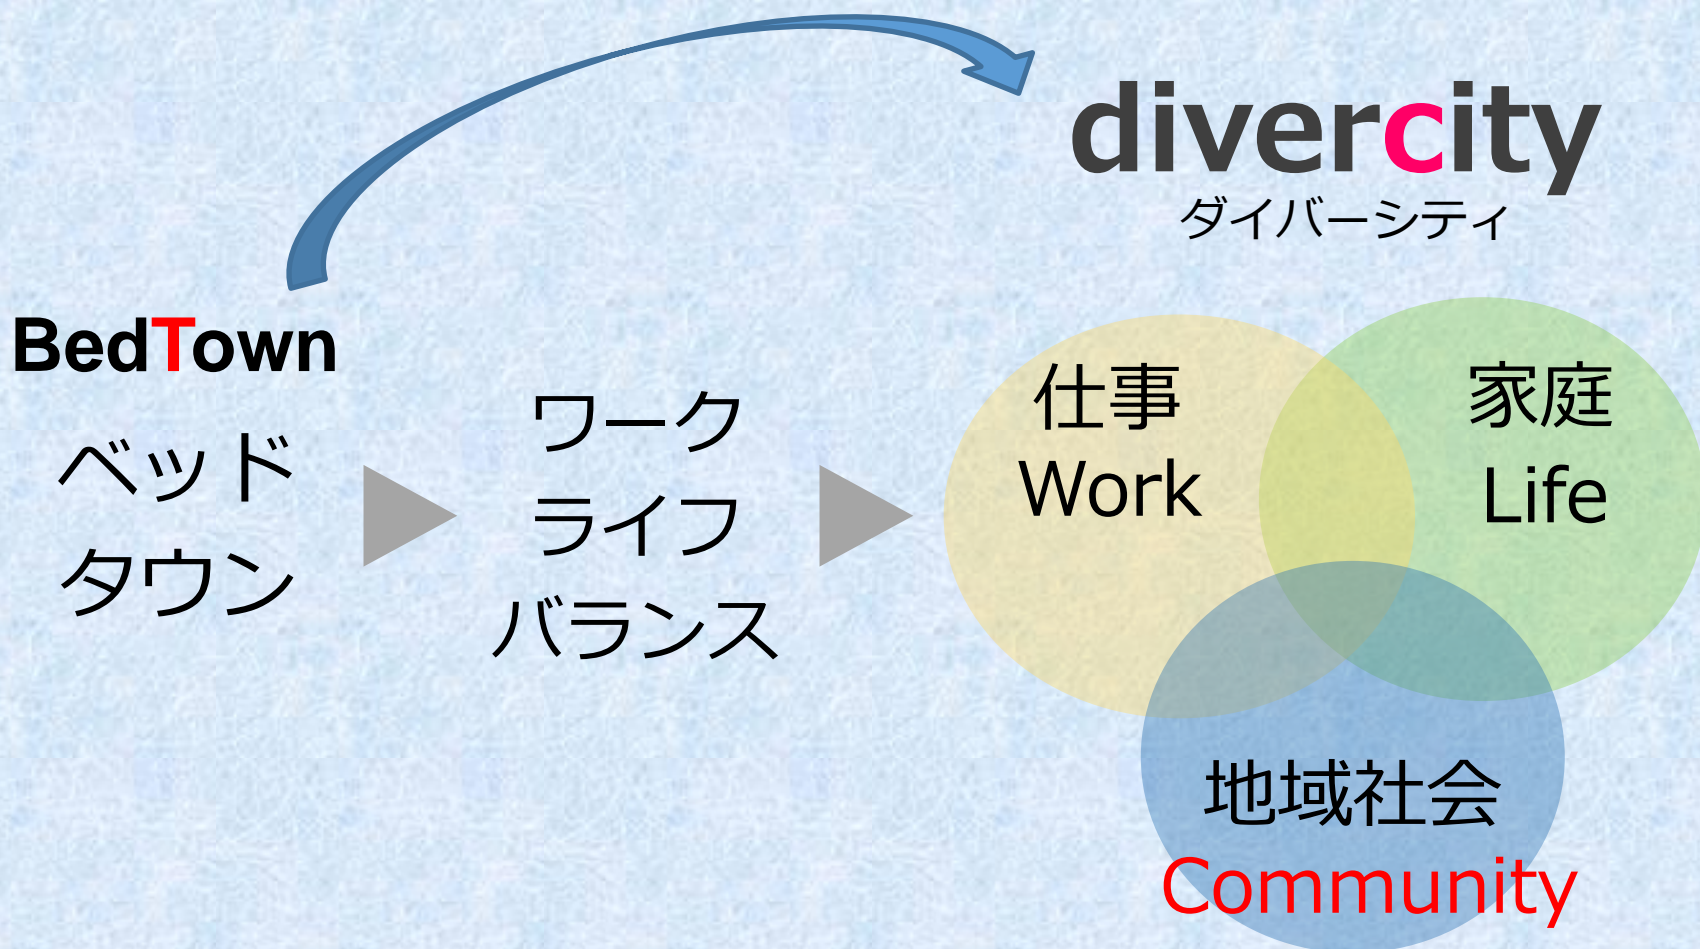 divercity
ダイバーシティ
BedTown
ベッド
タウン
ワーク
ライフ
バランス
仕事
Work
家庭
Life
地域社会
Community